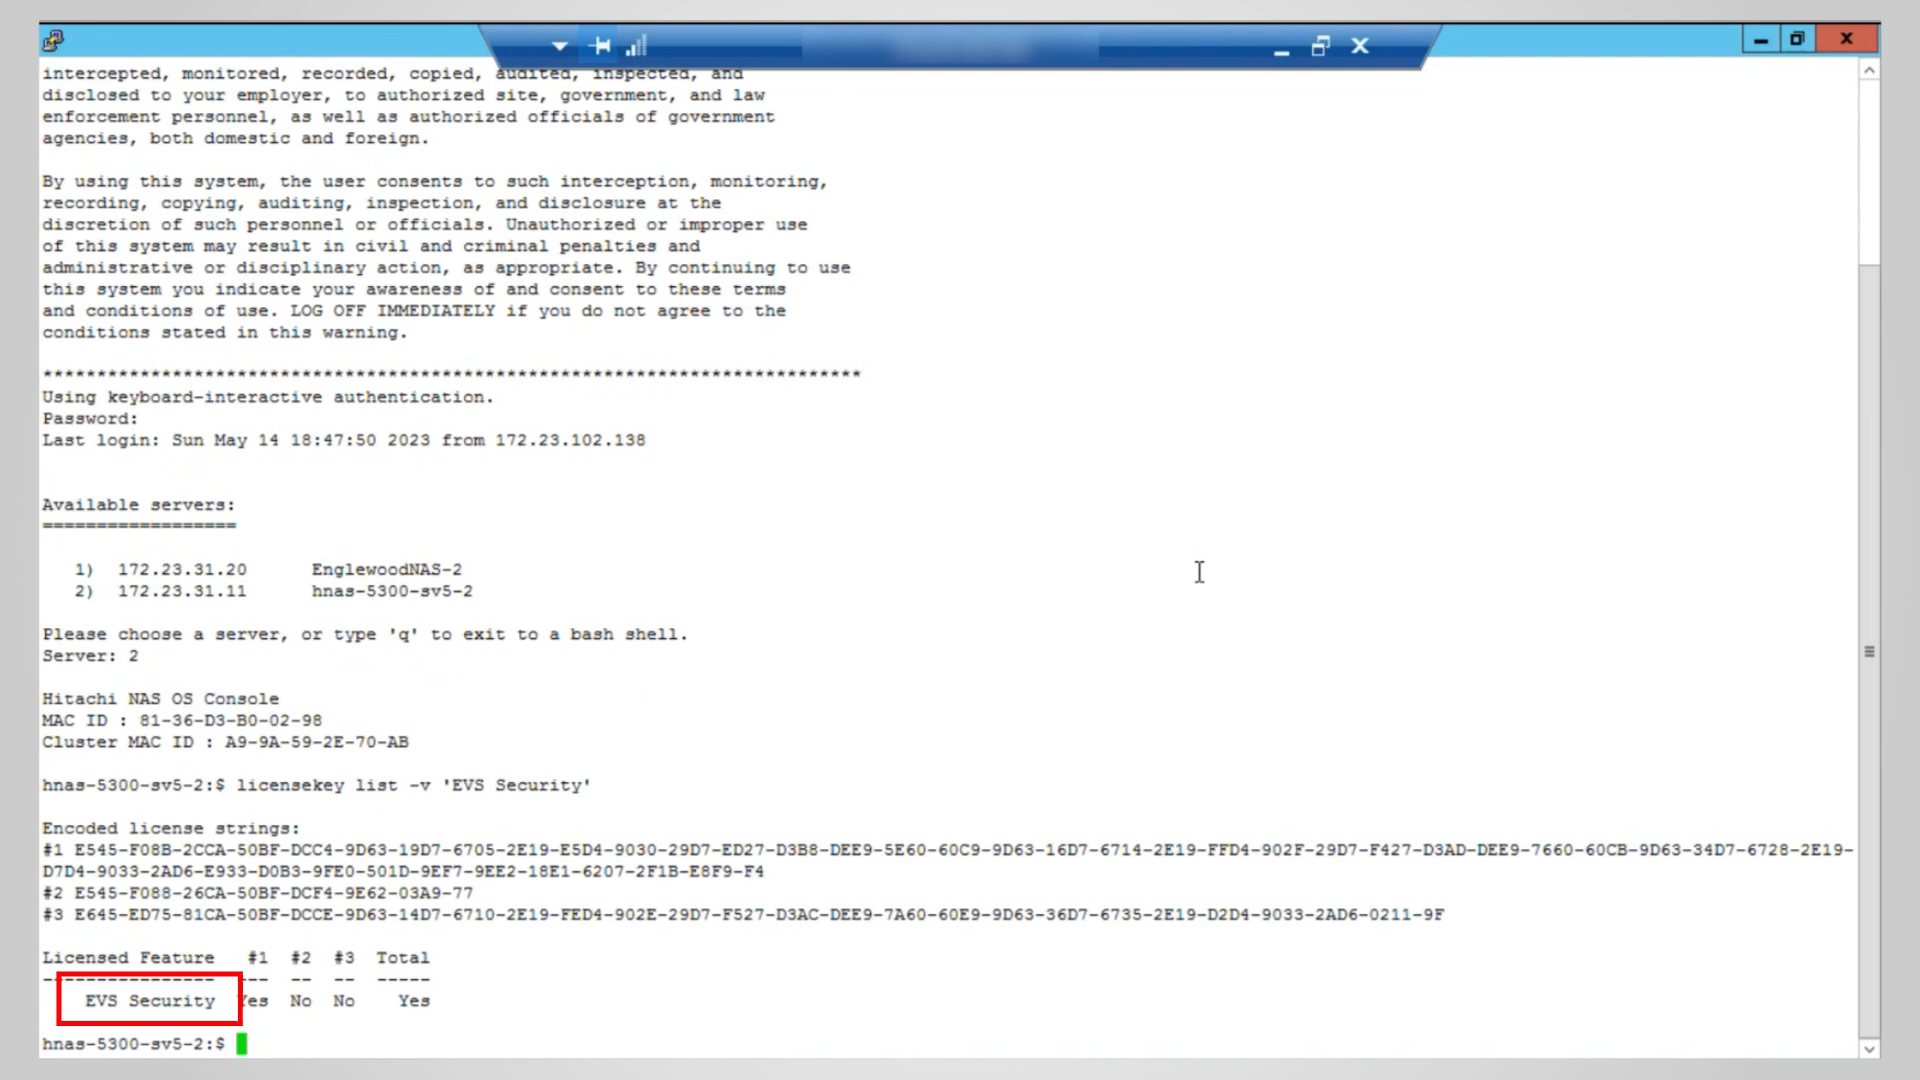 intercepted, monitored, recorded, copied, audited, inspected, and
disclosed to your employer, to authorized site, government, and law
enforcement personnel, as well as authorized officials of government
agencies, both domestic and foreign.
By using this system, the user consents to such interception, monitoring,
recording, copying, auditing, inspection, and disclosure at the
discretion of such personnel or officials. Unauthorized or improper use
of this system may result in civil and criminal penalties and
administrative or disciplinary action, as appropriate. By continuing to use
this system you indicate your awareness of and consent to these terms
and conditions of use. LOG OFF IMMEDIATELY if you do not agree to the
conditions stated in this warning.
****************************************************************************
Using keyboard-interactive authentication.
Password:
Last login: Sun May 14 18:47:50 2023 from 172.23.102.138
Available servers:
==================
1) 172.23.31.20 EnglewoodNAS-2
2) 172.23.31.11 hnas-5300-sv5-2
Please choose a server, or type 'q' to exit to a bash shell.
Server: 2
Hitachi NAS OS Console
MAC ID : 81-36-D3-B0-02-98
Cluster MAC ID : A9-9A-59-2E-70-AB
hnas-5300-sv5-2:$ licensekey list -v 'EVS Security'
Encoded license strings:
#1 E545-F08B-2CCA-50BF-DCC4-9D63-19D7-6705-2E19-E5D4-9030-29D7-ED27-D3B8-DEE9-5E60-60C9-9D63-16D7-6714-2E19-FFD4-902F-29D7-F427-D3AD-DEE9-7660-60CB-9D63-34D7-6728-2E19-
D7D4-9033-2AD6-E933-D0B3-9FE0-501D-9EF7-9EE2-18E1-6207-2F1B-E8F9-F4
#2 E545-F088-26CA-50BF-DCF4-9E62-03A9-77
#3 E645-ED75-81CA-50BF-DCCE-9D63-14D7-6710-2E19-FED4-902E-29D7-F527-D3AC-DEE9-7A60-60E9-9D63-36D7-6735-2E19-D2D4-9033-2AD6-0211-9F
Licensed Feature #1 #2 #3 Total
---------------- --- -- -- -----
EVS Security Yes No No Yes
hnas-5300-sv5-2:$